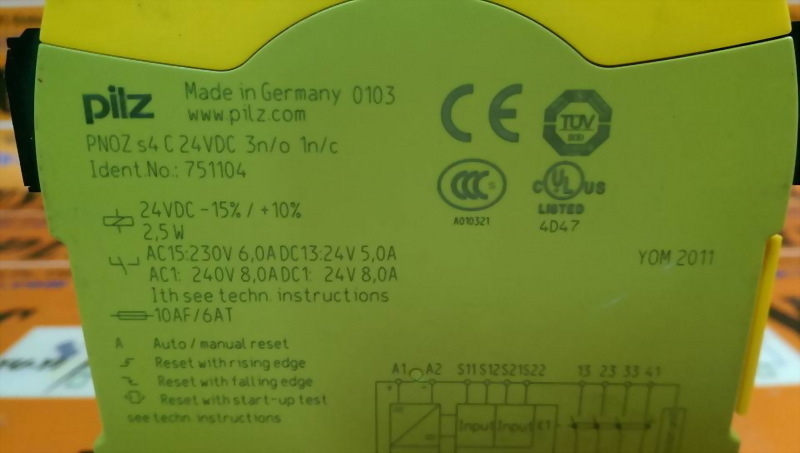 pilz Made in Germany 0103
www.pilz.com
PNOZ s4 C 24VDC 3n/o 1n/c
Ident.No.: 751104
CE
TÜV
CCC S
A010321
C UL US
LISTED
4D47
24VDC -15% / +10%
2,5 W
AC15:230V 6,0A DC13:24V 5,0A
AC1: 240V 8,0A DC1: 24V 8,0A
Ith see techn. instructions
10AF/6AT
YOM 2011
A Auto / manual reset
Reset with rising edge
Reset with falling edge
Reset with start-up test
see techn. instructions
A1 A2 S11 S12 S21 S22 13 23 33 41
Input Input